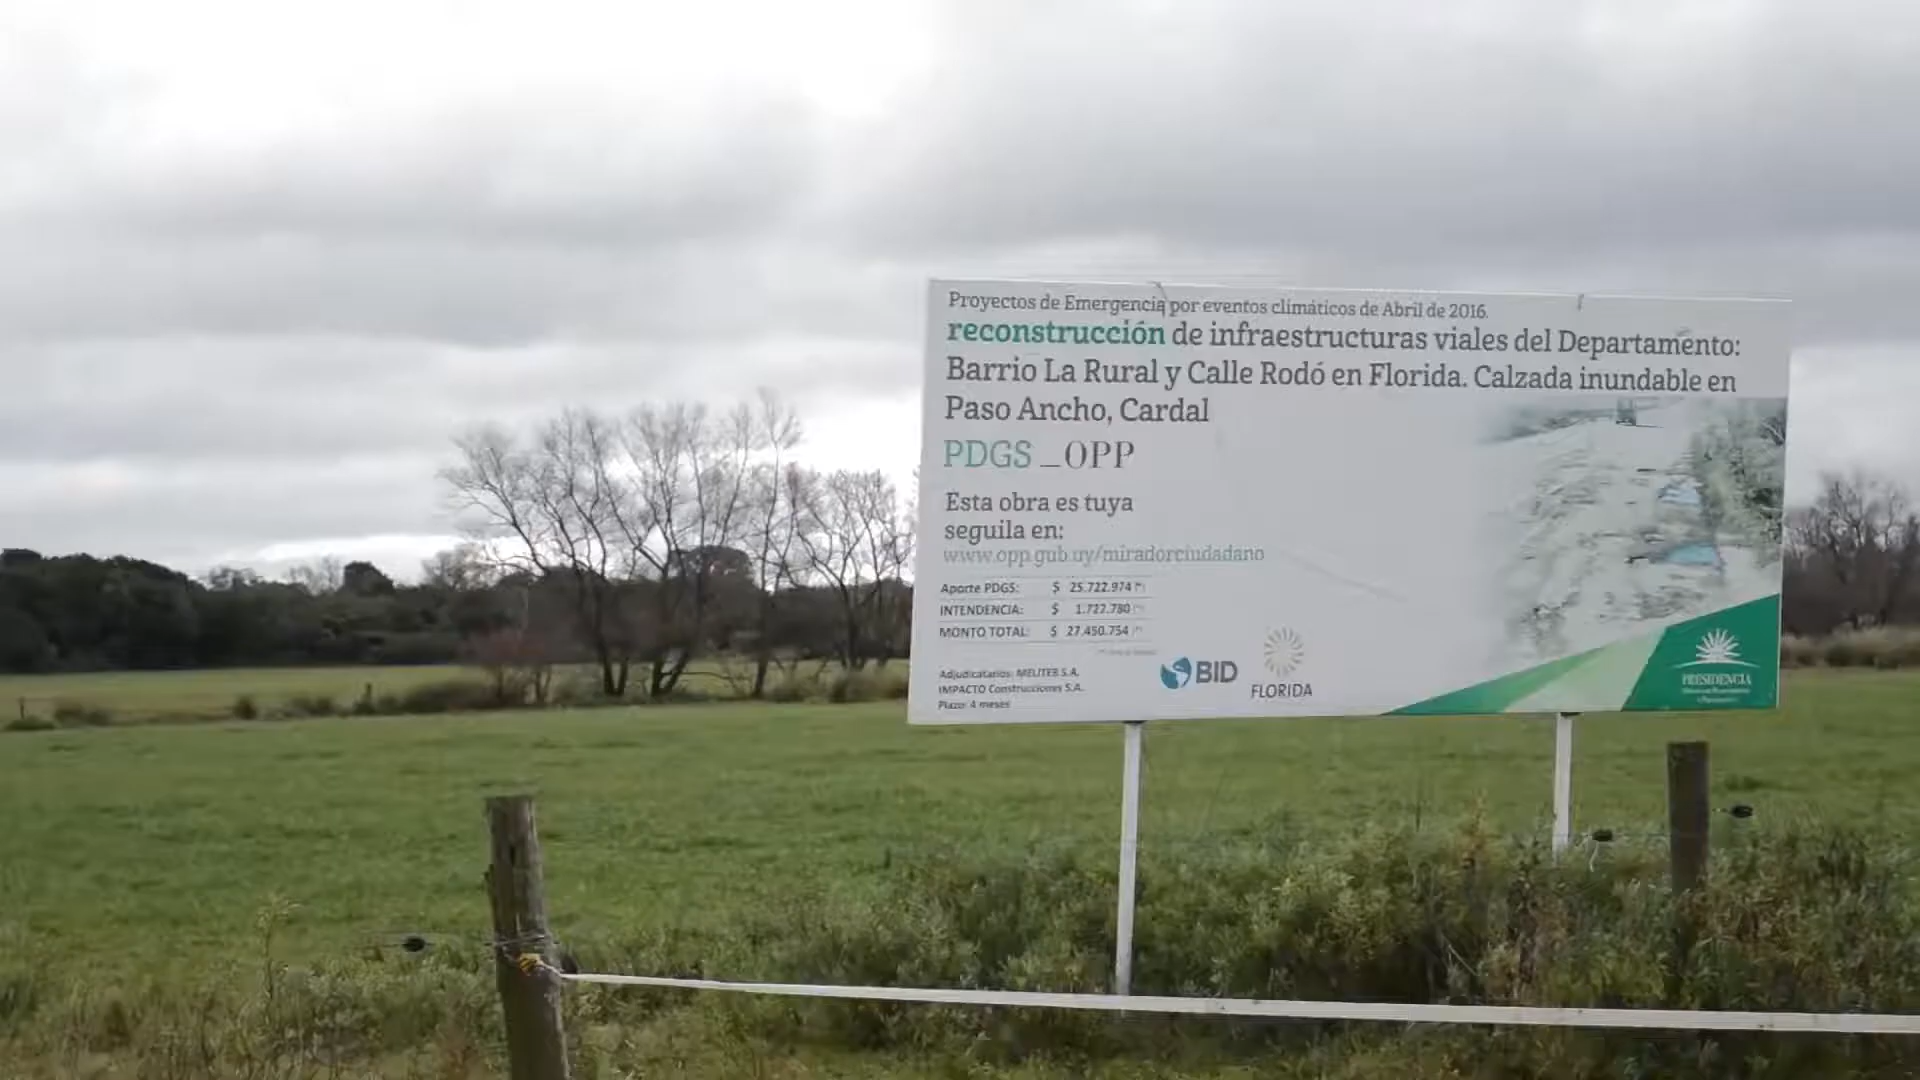 Proyectos de Emergencia por eventos climáticos de Abril de 2016.
reconstrucción de infraestructuras viales del Departamento:
Barrio La Rural y Calle Rodó en Florida. Calzada inundable en
Paso Ancho, Cardal
PDGS _OPP
Esta obra es tuya
seguila en:
www.opp.gub.uy/miradorciudadano
Aporte PDGS: $ 25.722.974 (*)
INTENDENCIA: $ 1.727.780 (*)
MONTO TOTAL: $ 27.450.754 (*)
Adjudicatarios: MELITER S.A.
IMPACTO Construcciones S.A.
Plazo: 4 meses
BID
FLORIDA
PRESIDENCIA